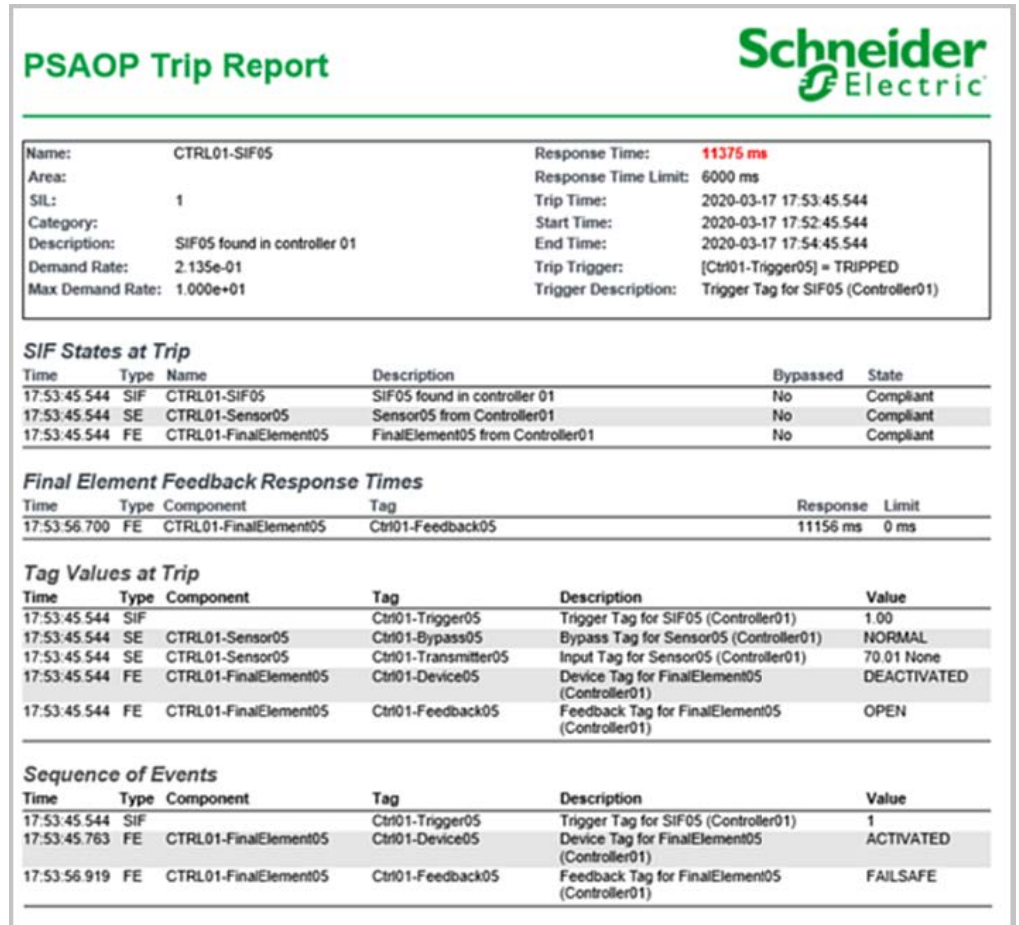 PSAOP Trip Report
Schneider
Electric
Name: CTRL01-SIF05 Response Time: 11375 ms
Area: Response Time Limit: 6000 ms
SIL: 1 Trip Time: 2020-03-17 17:53:45.544
Category: Start Time: 2020-03-17 17:52:45.544
Description: SIF05 found in controller 01 End Time: 2020-03-17 17:54:45.544
Demand Rate: 2.135e-01 Trip Trigger: [Ctrl01-Trigger05] = TRIPPED
Max Demand Rate: 1.000e+01 Trigger Description: Trigger Tag for SIF05 (Controller01)
SIF States at Trip
Time Type Name Description Bypassed State
17:53:45.544 SIF CTRL01-SIF05 SIF05 found in controller 01 No Compliant
17:53:45.544 SE CTRL01-Sensor05 Sensor05 from Controller01 No Compliant
17:53:45.544 FE CTRL01-FinalElement05 FinalElement05 from Controller01 No Compliant
Final Element Feedback Response Times
Time Type Component Tag Response Limit
17:53:56.700 FE CTRL01-FinalElement05 Ctrl01-Feedback05 11156 ms 0 ms
Tag Values at Trip
Time Type Component Tag Description Value
17:53:45.544 SIF Ctrl01-Trigger05 Trigger Tag for SIF05 (Controller01) 1.00
17:53:45.544 SE CTRL01-Sensor05 Ctrl01-Bypass05 Bypass Tag for Sensor05 (Controller01) NORMAL
17:53:45.544 SE CTRL01-Sensor05 Ctrl01-Transmitter05 Input Tag for Sensor05 (Controller01) 70.01 None
17:53:45.544 FE CTRL01-FinalElement05 Ctrl01-Device05 Device Tag for FinalElement05 DEACTIVATED
(Controller01)
17:53:45.544 FE CTRL01-FinalElement05 Ctrl01-Feedback05 Feedback Tag for FinalElement05 OPEN
(Controller01)
Sequence of Events
Time Type Component Tag Description Value
17:53:45.544 SIF Ctrl01-Trigger05 Trigger Tag for SIF05 (Controller01) 1
17:53:45.763 FE CTRL01-FinalElement05 Ctrl01-Device05 Device Tag for FinalElement05 ACTIVATED
(Controller01)
17:53:56.919 FE CTRL01-FinalElement05 Ctrl01-Feedback05 Feedback Tag for FinalElement05 FAILSAFE
(Controller01)